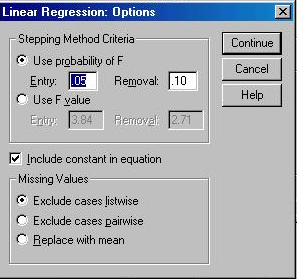 Linear Regression: Options
Stepping Method Criteria
Use probability of F
Entry: .05 Removal: .10
Use F value
Entry: 3.84 Removal: 2.71
Include constant in equation
Missing Values
Exclude cases listwise
Exclude cases pairwise
Replace with mean
Continue
Cancel
Help